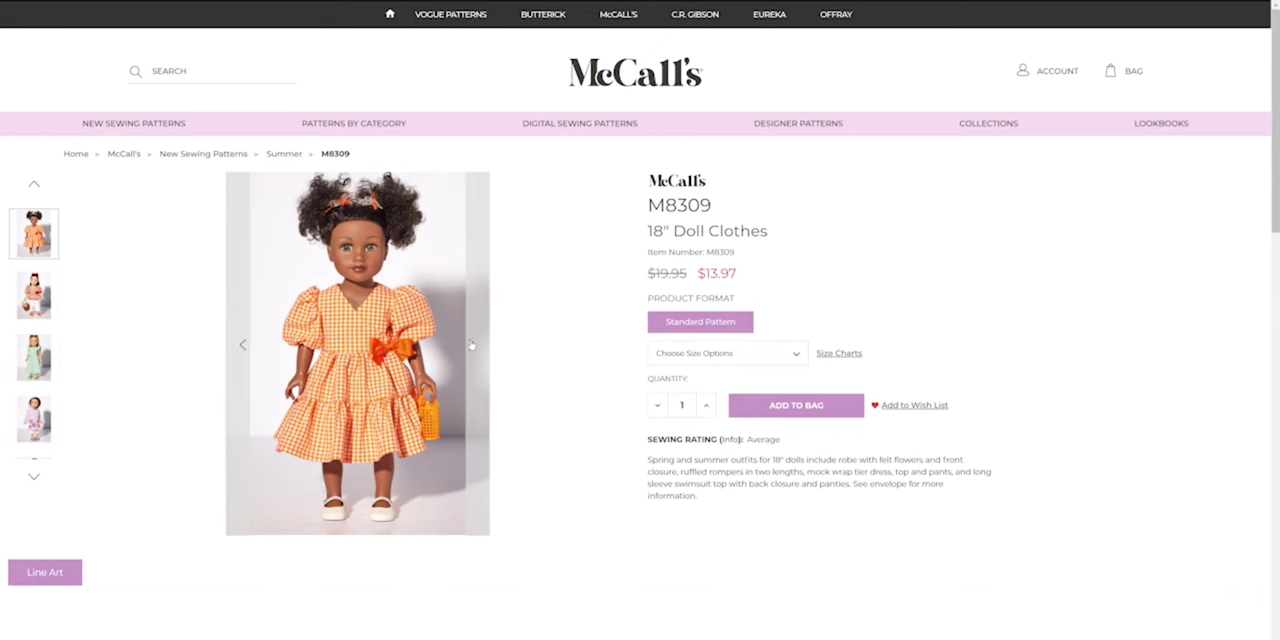 VOGUE PATTERNS BUTTERICK McCALL'S C.R. GIBSON EUREKA OFFRAY
SEARCH
McCall's
ACCOUNT
BAG
NEW SEWING PATTERNS PATTERNS BY CATEGORY DIGITAL SEWING PATTERNS DESIGNER PATTERNS COLLECTIONS LOOKBOOKS
Home > McCall's > New Sewing Patterns > Summer > M8309
McCall's
M8309
18" Doll Clothes
Item Number: M8309
$19.95 $13.97
PRODUCT FORMAT
Standard Pattern
Choose Size Options
Size Charts
QUANTITY:
1
ADD TO BAG
Add to Wish List
SEWING RATING (Info): Average
Spring and summer outfits for 18" dolls include robe with felt flowers and front
closure, ruffled rompers in two lengths, mock wrap tier dress, top and pants, and long
sleeve swimsuit top with back closure and panties. See envelope for more
information.
Line Art